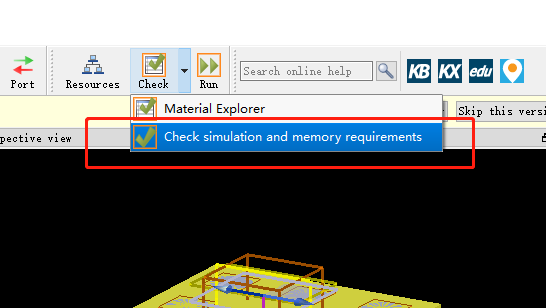 Port
Resources
Check
Run
Search online help
KB
KX
edu
Material Explorer
Skip this versi
Check simulation and memory requirements
pective view